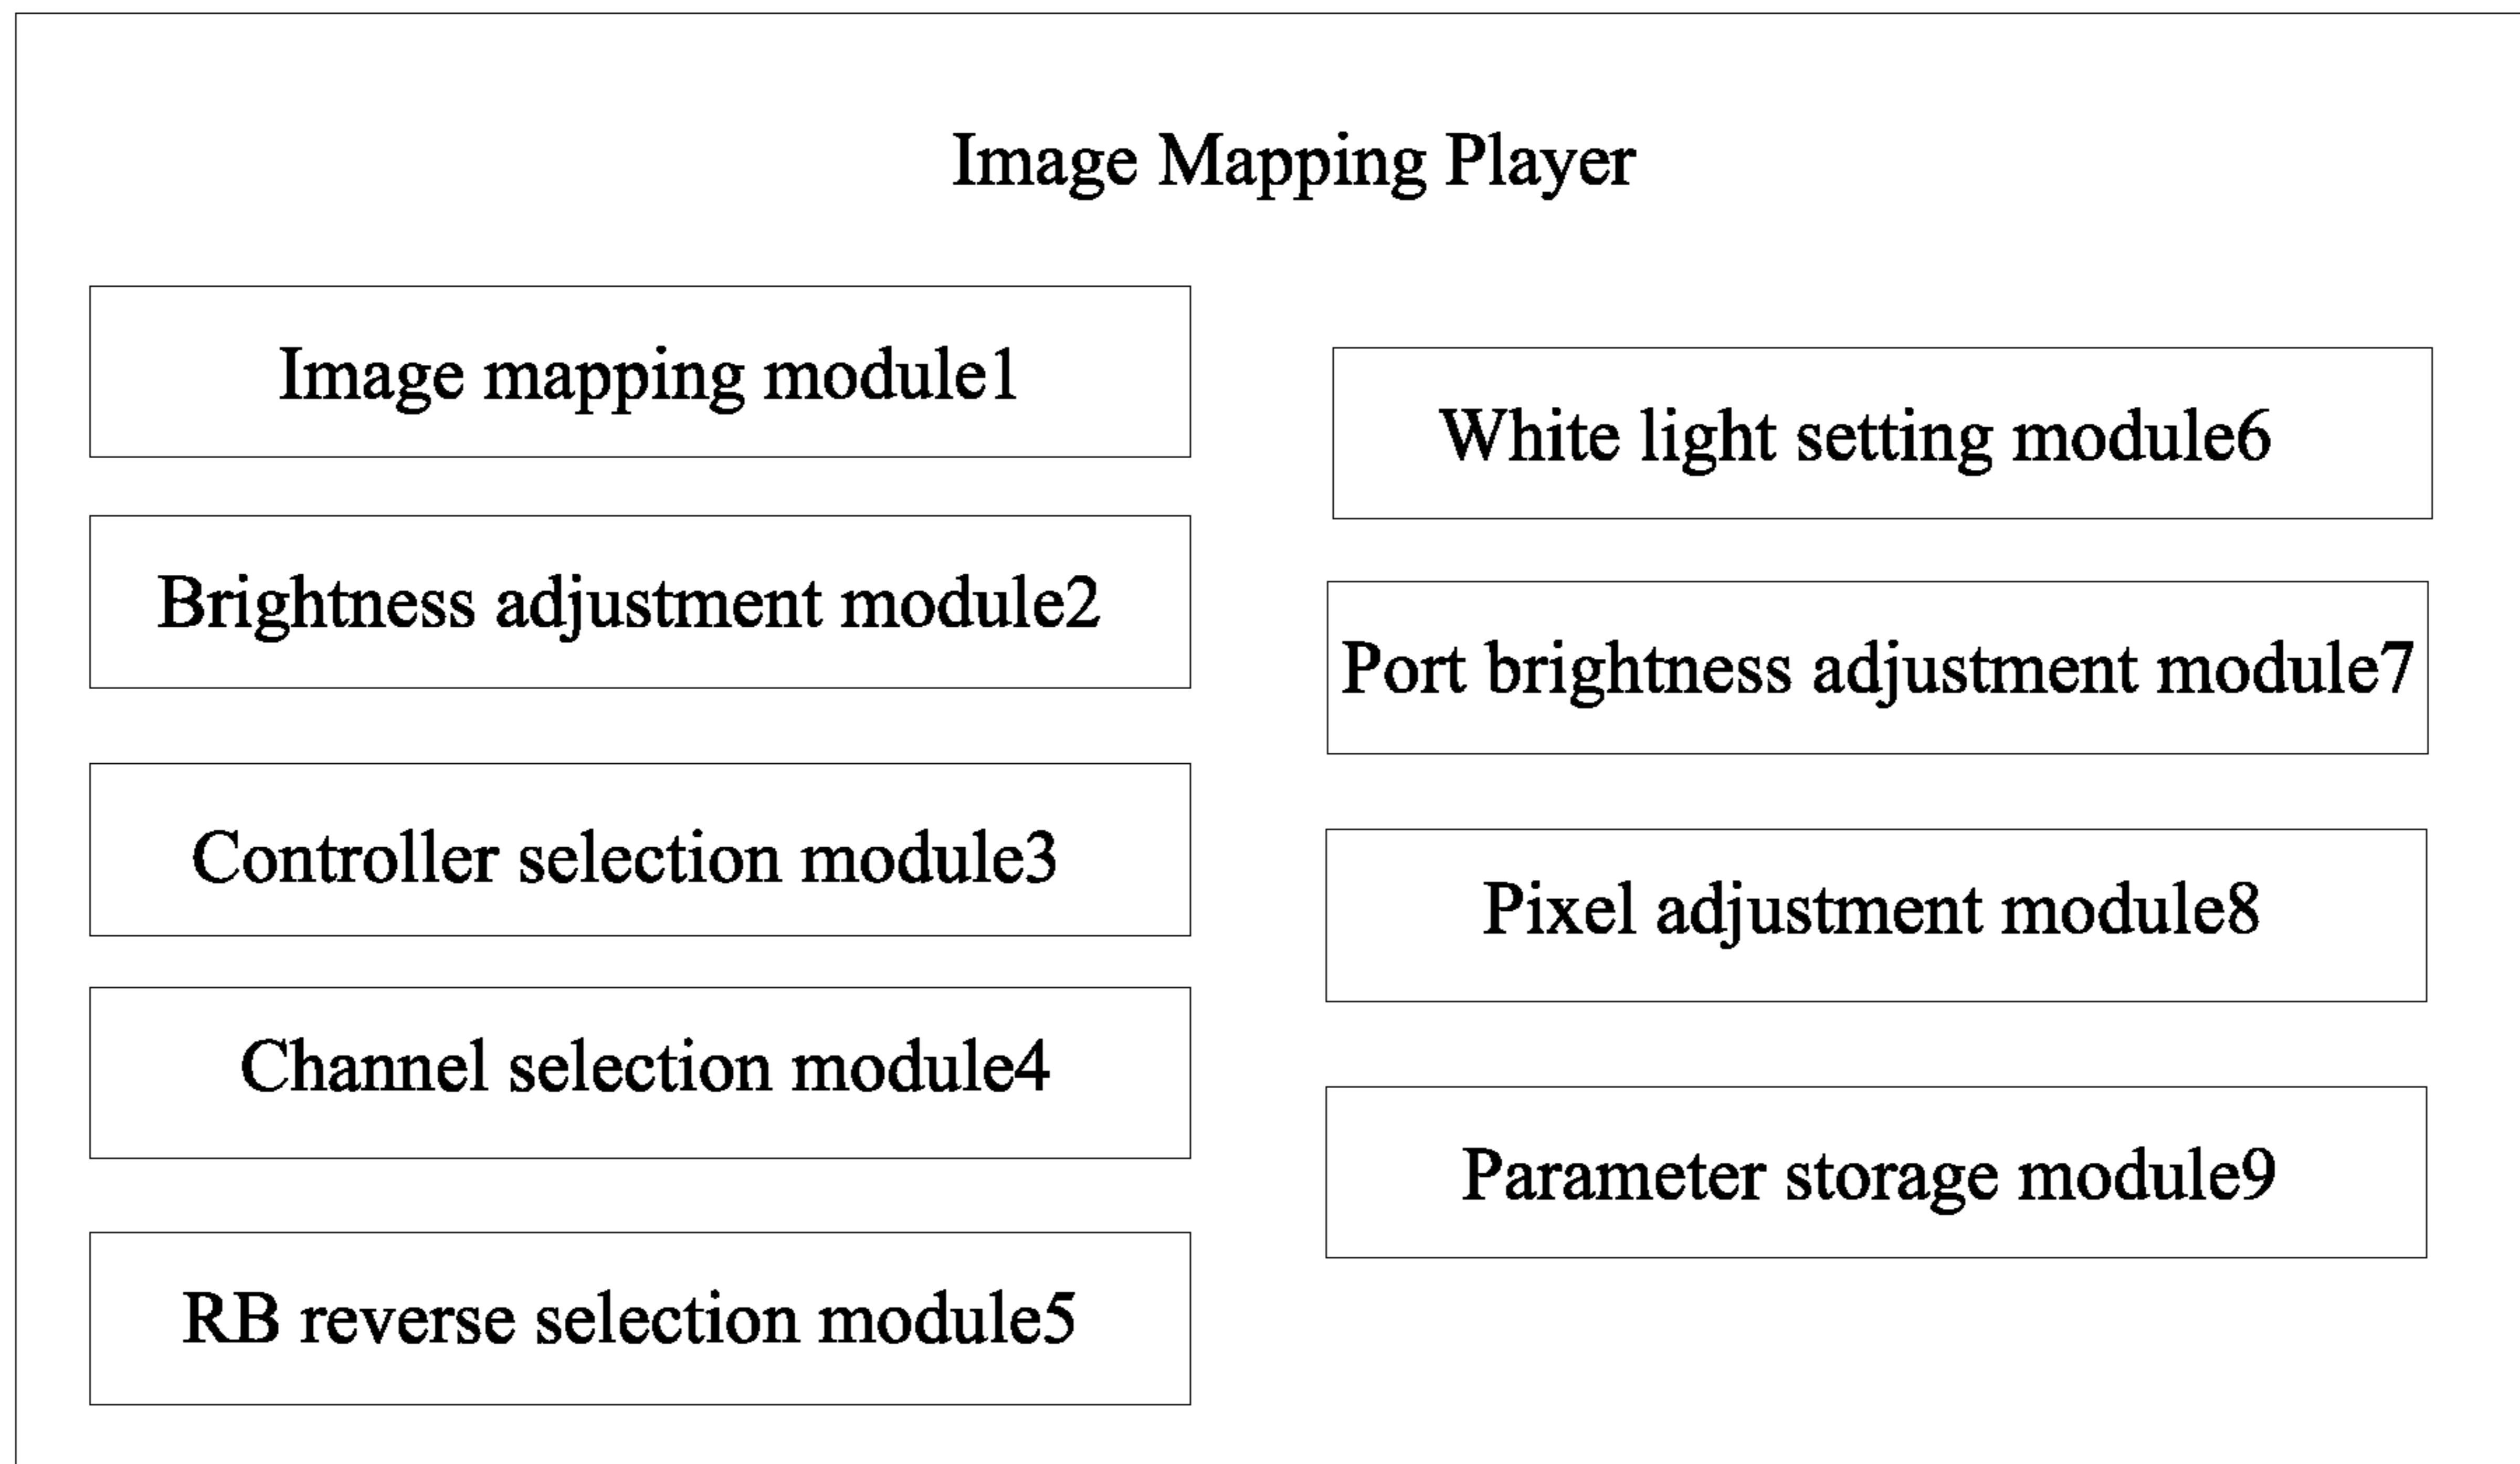 Image Mapping Player
Image mapping module1
Brightness adjustment module2
Controller selection module3
Channel selection module4
RB reverse selection module5
White light setting module6
Port brightness adjustment module7
Pixel adjustment module8
Parameter storage module9